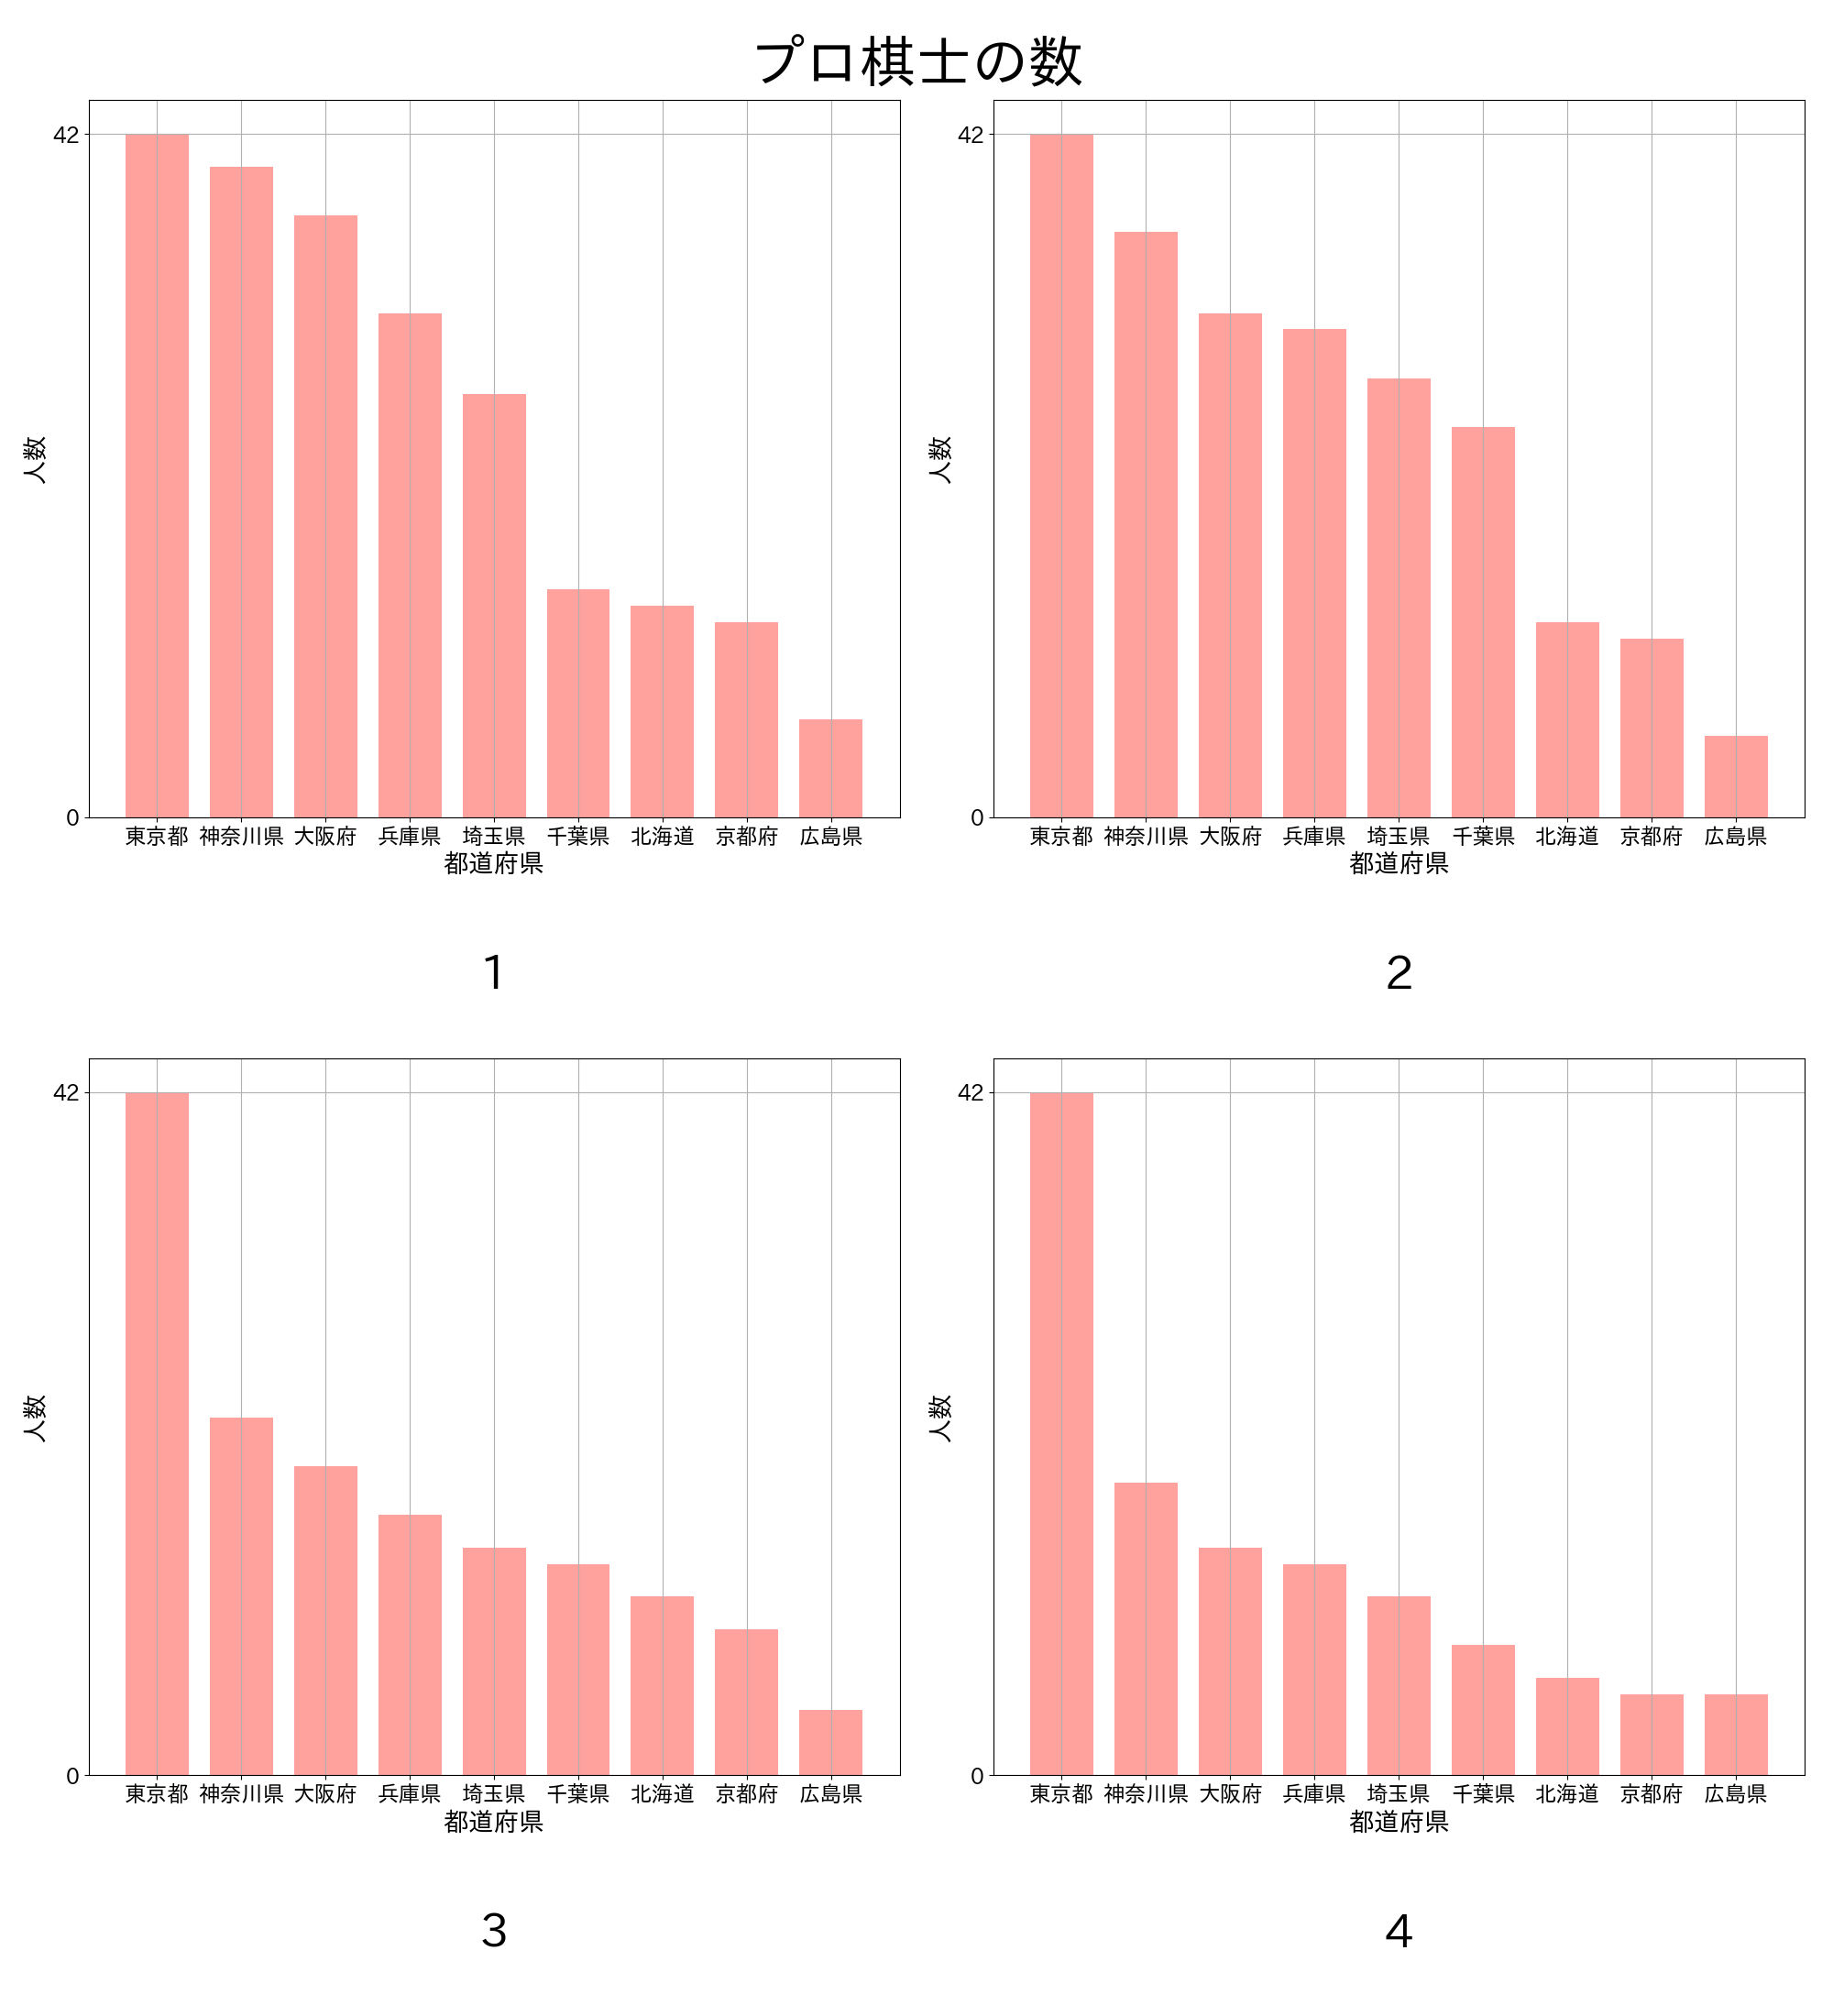 プロ棋士の数
42
0
人数
東京都 神奈川県 大阪府 兵庫県 埼玉県 千葉県 北海道 京都府 広島県
都道府県
1
42
0
人数
東京都 神奈川県 大阪府 兵庫県 埼玉県 千葉県 北海道 京都府 広島県
都道府県
2
42
0
人数
東京都 神奈川県 大阪府 兵庫県 埼玉県 千葉県 北海道 京都府 広島県
都道府県
3
42
0
人数
東京都 神奈川県 大阪府 兵庫県 埼玉県 千葉県 北海道 京都府 広島県
都道府県
4